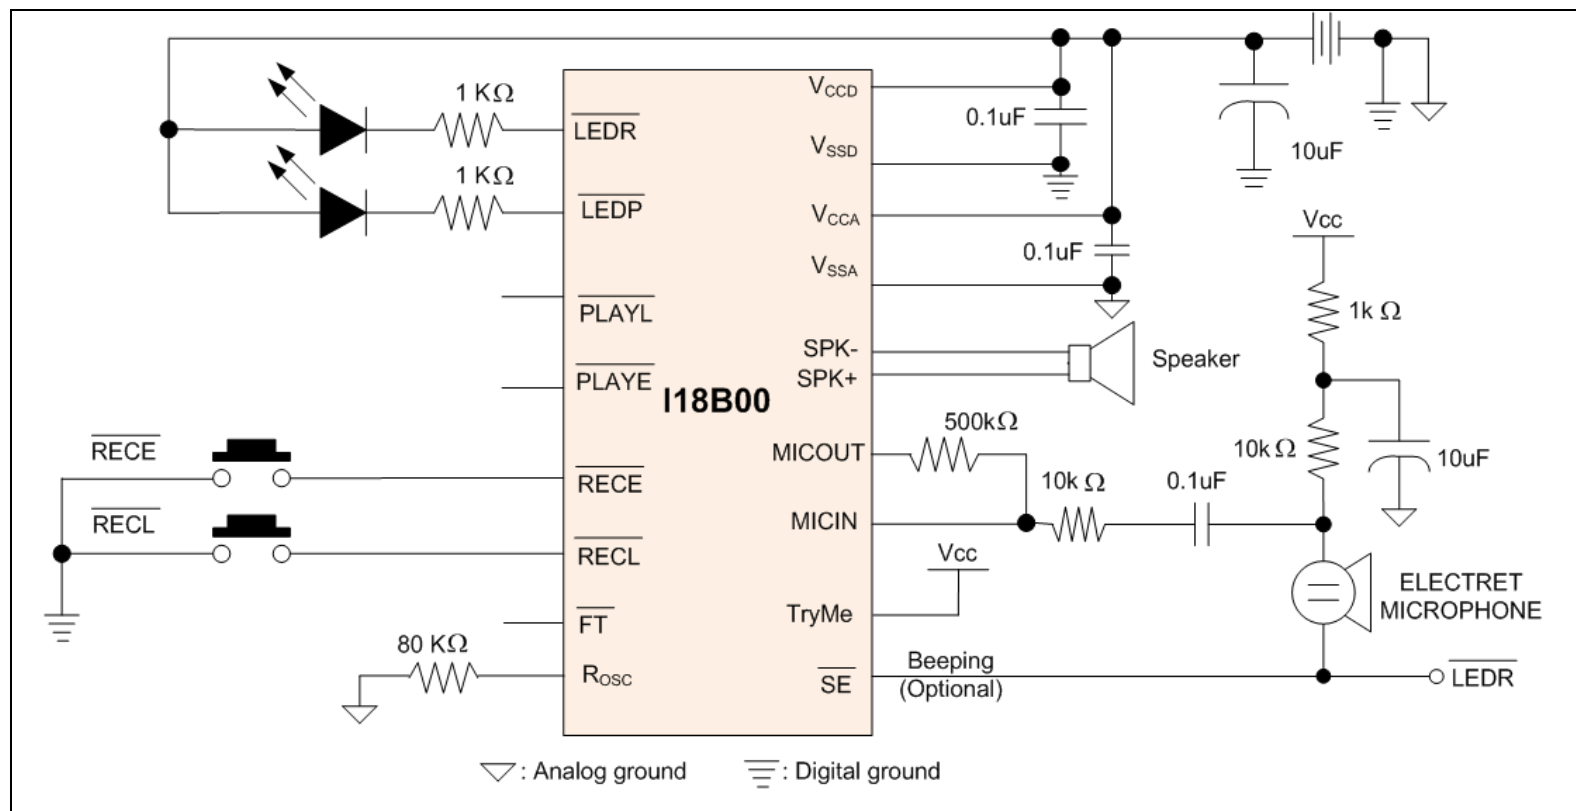 1 KΩ
LEDR
1 KΩ
LEDP
PLAYL
PLAYE
I18B00
RECE
RECE
RECL
RECL
FT
80 KΩ
ROSC
VCCD
0.1uF
VSSD
10uF
VCCA
0.1uF
VSSA
Vcc
1k Ω
SPK-
SPK+
Speaker
500kΩ
MICOUT
10kΩ
10uF
10k Ω
0.1uF
MICIN
Vcc
TryMe
ELECTRET
MICROPHONE
Beeping
(Optional)
SE
LEDR
: Analog ground
: Digital ground